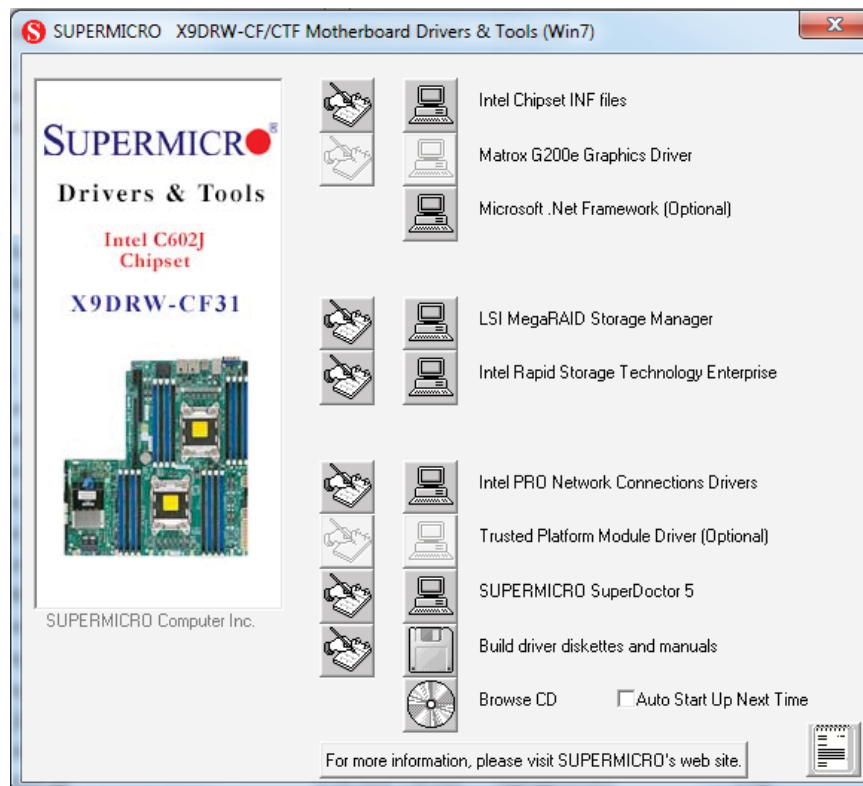 SUPERMICRO X9DRW-CF/CTF Motherboard Drivers & Tools (Win7)
SUPERMICRO®
Drivers & Tools
Intel C602J
Chipset
X9DRW-CF31
SUPERMICRO Computer Inc.
Intel Chipset INF files
Matrox G200e Graphics Driver
Microsoft .Net Framework (Optional)
LSI MegaRAID Storage Manager
Intel Rapid Storage Technology Enterprise
Intel PRO Network Connections Drivers
Trusted Platform Module Driver (Optional)
SUPERMICRO SuperDoctor 5
Build driver diskettes and manuals
Browse CD
Auto Start Up Next Time
For more information, please visit SUPERMICRO's web site.